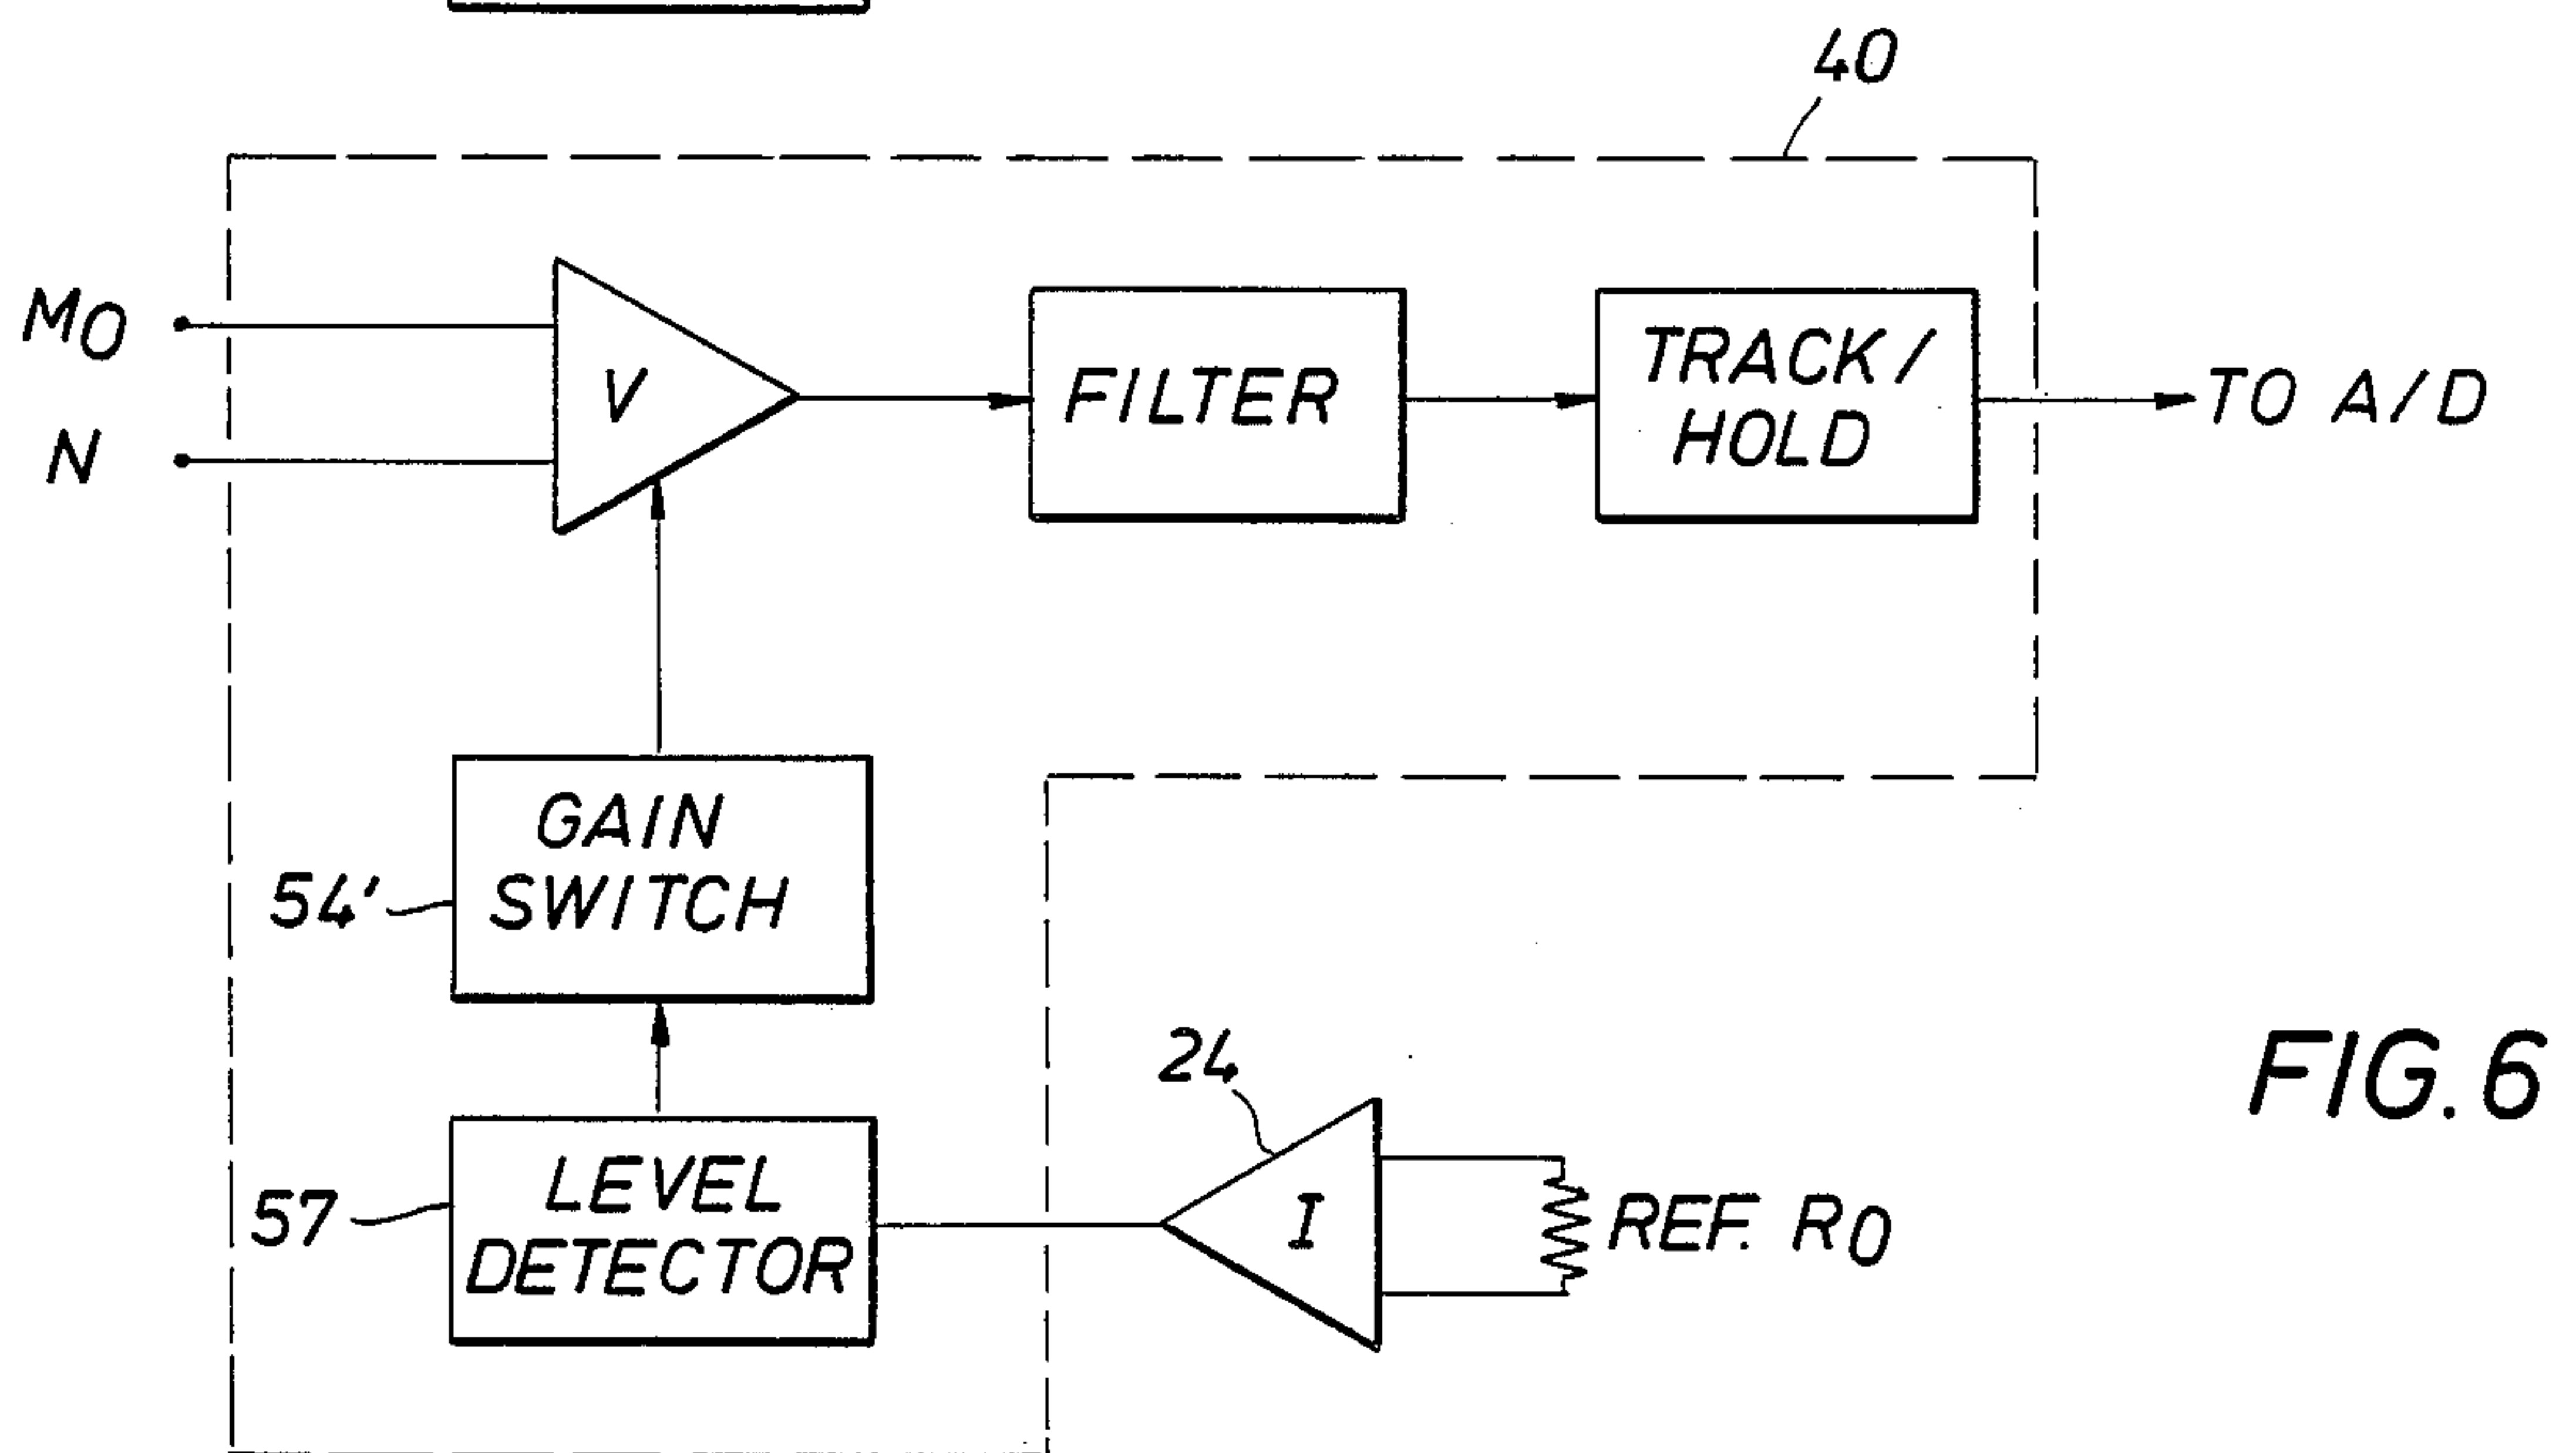 40
MO
N
V
FILTER
TRACK/
HOLD
TO A/D
GAIN
SWITCH
54'
24
LEVEL
DETECTOR
57
I
REF. RO
FIG. 6